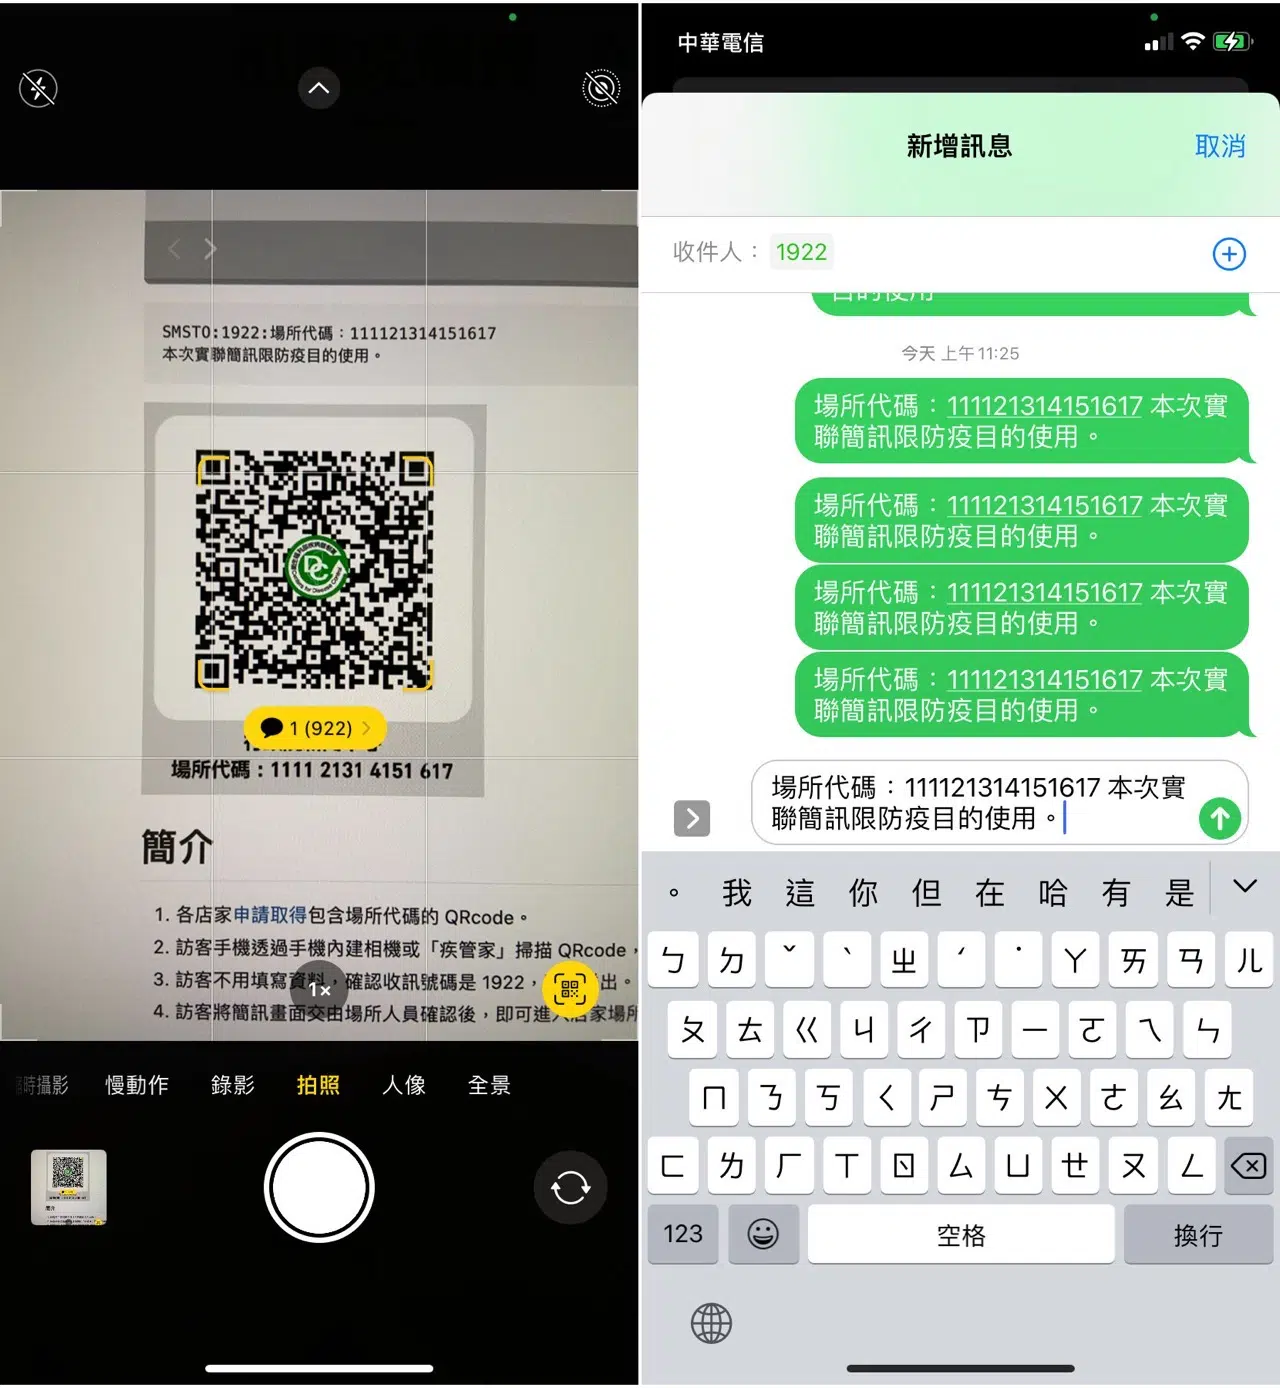 SMSTO:1922:場所代碼：111121314151617
本次實聯簡訊限防疫目的使用。
1 (922)
場所代碼：1111 2131 4151 617
簡介
1. 各店家申請取得包含場所代碼的 QRcode。
2. 訪客手機透過手機內建相機或「疾管家」掃描 QRcode，
3. 訪客不用填寫資料，確認收訊號碼是 1922，出。
4. 訪客將簡訊畫面交由場所人員確認後，即可進入店家場所
1×
時攝影 慢動作 錄影 拍照 人像 全景
中華電信
新增訊息
取消
收件人：1922
目的使用
今天 上午 11:25
場所代碼：111121314151617 本次實
聯簡訊限防疫目的使用。
場所代碼：111121314151617 本次實
聯簡訊限防疫目的使用。
場所代碼：111121314151617 本次實
聯簡訊限防疫目的使用。
場所代碼：111121314151617 本次實
聯簡訊限防疫目的使用。
場所代碼：111121314151617 本次實
聯簡訊限防疫目的使用。
。 我 這 你 但 在 哈 有 是
ㄅ ㄉ ˇ ˋ ㄓ ˊ ˙ ㄚ ㄞ ㄢ ㄦ
ㄆ ㄊ ㄍ ㄐ ㄔ ㄗ ㄧ ㄛ ㄟ ㄣ
ㄇ ㄋ ㄎ ㄑ ㄕ ㄘ ㄨ ㄜ ㄠ ㄤ
ㄈ ㄌ ㄏ ㄒ ㄖ ㄙ ㄩ ㄝ ㄡ ㄥ
123 空格 換行